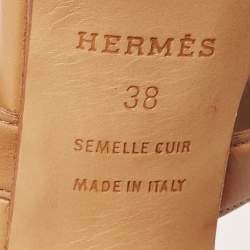 HERMÈS
38
SEMELLE CUIR
MADE IN ITALY